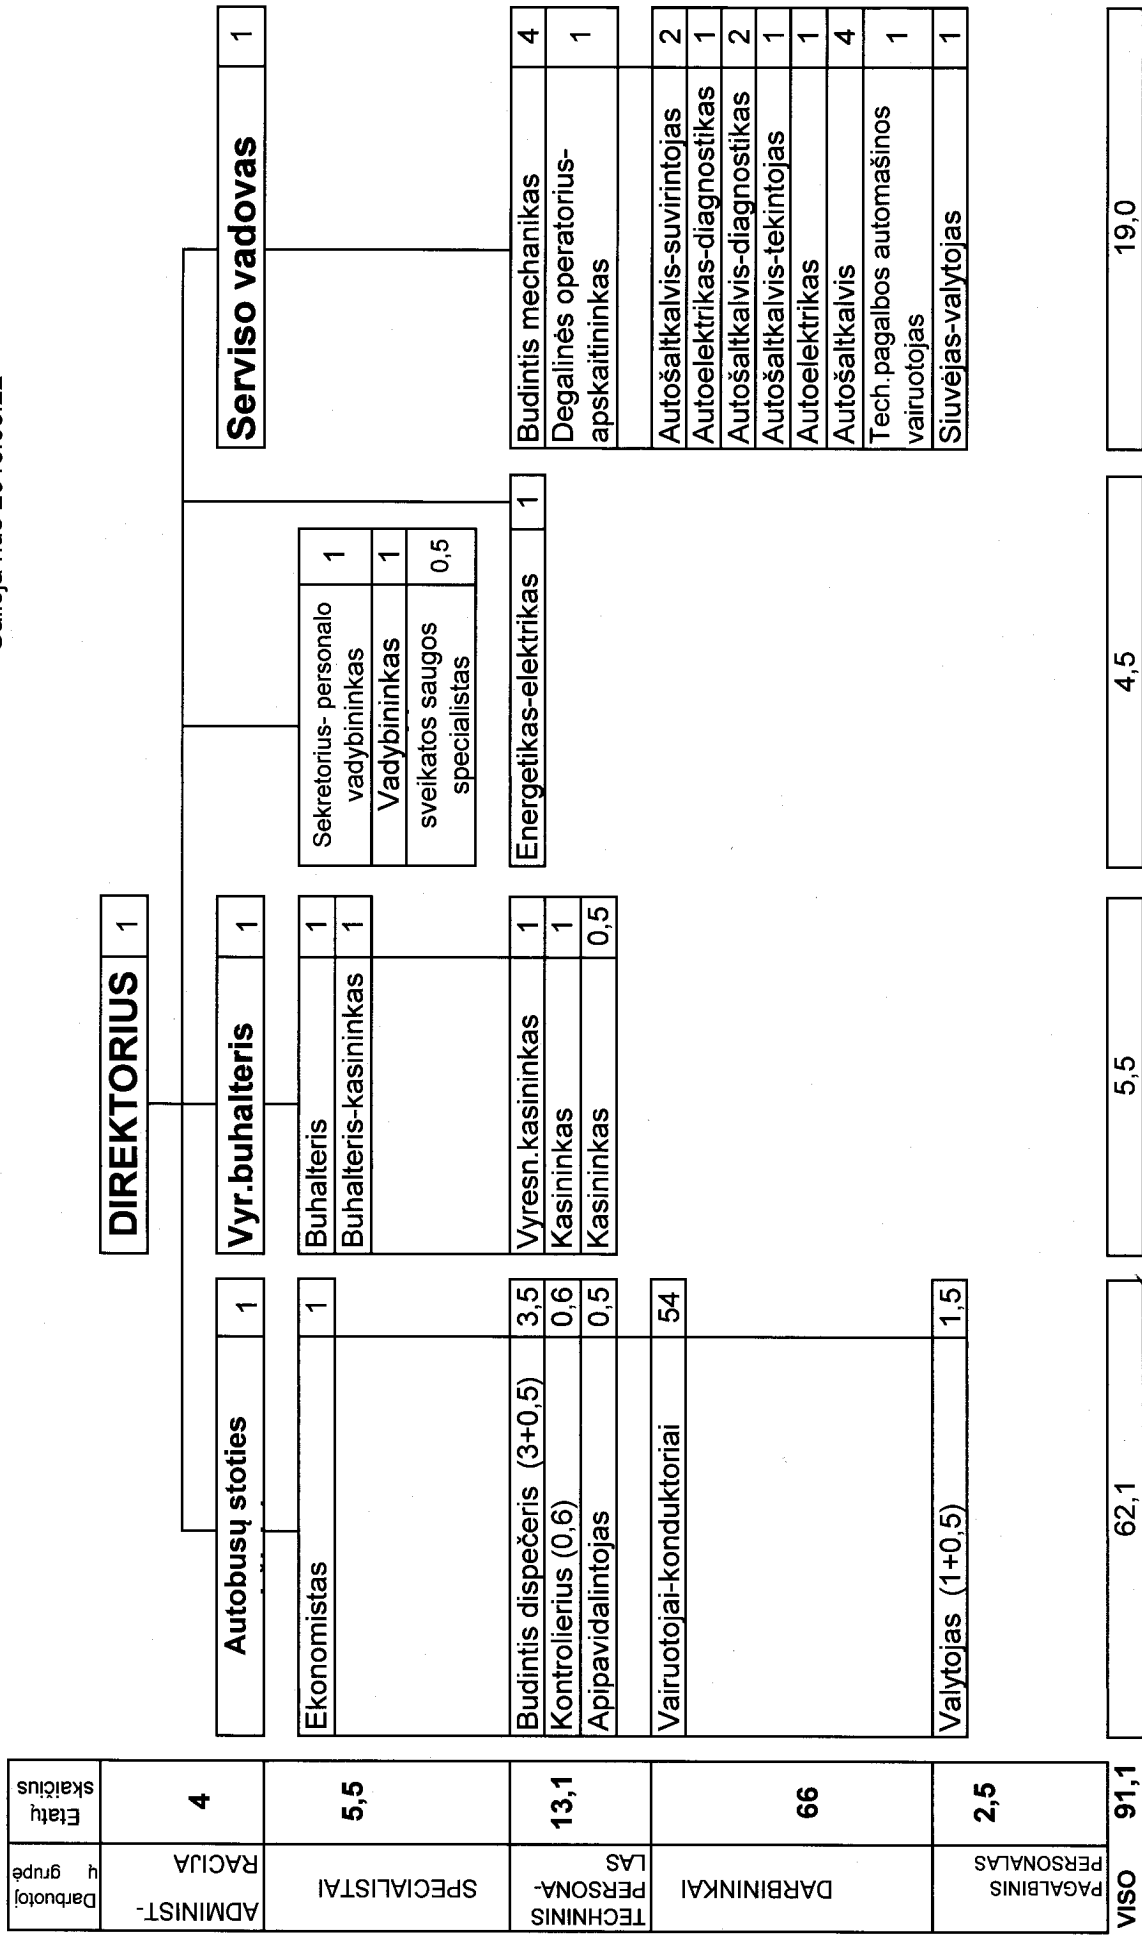 DIREKTORIUS 1
Autobusų stoties 1
Vyr.buhalteris 1
Serviso vadovas 1
Ekonomistas 1
Buhalteris 1
Buhalteris-kasininkas 1
Sekretorius- personalo
vadybininkas 1
Vadybininkas 1
sveikatos saugos
specialistas 0,5
Budintis dispečeris (3+0,5) 3,5
Kontrolierius (0,6) 0,6
Apipavidalintojas 0,5
Vyresn.kasininkas 1
Kasininkas 1
Kasininkas 0,5
Energetikas-elektrikas 1
Budintis mechanikas 4
Degalinės operatorius-
apskaitininkas 1
Vairuotojai-konduktoriai 54
Autošaltkalvis-suvirintojas 2
Autoelektrikas-diagnostikas 1
Autošaltkalvis-diagnostikas 2
Autošaltkalvis-tekintojas 1
Autoelektrikas 1
Autošaltkalvis 4
Tech.pagalbos automašinos
vairuotojas 1
Valytojas (1+0,5) 1,5
Siuvėjas-valytojas 1
Darbuotoj
ų grupė
Etatų
skaičius
ADMINIST-
RACIJA
4
SPECIALISTAI
5,5
TECHNINIS
PERSONA-
LAS
13,1
DARBININKAI
66
PAGALBINIS
PERSONALAS
2,5
VISO 91,1
62,1
5,5
4,5
19,0